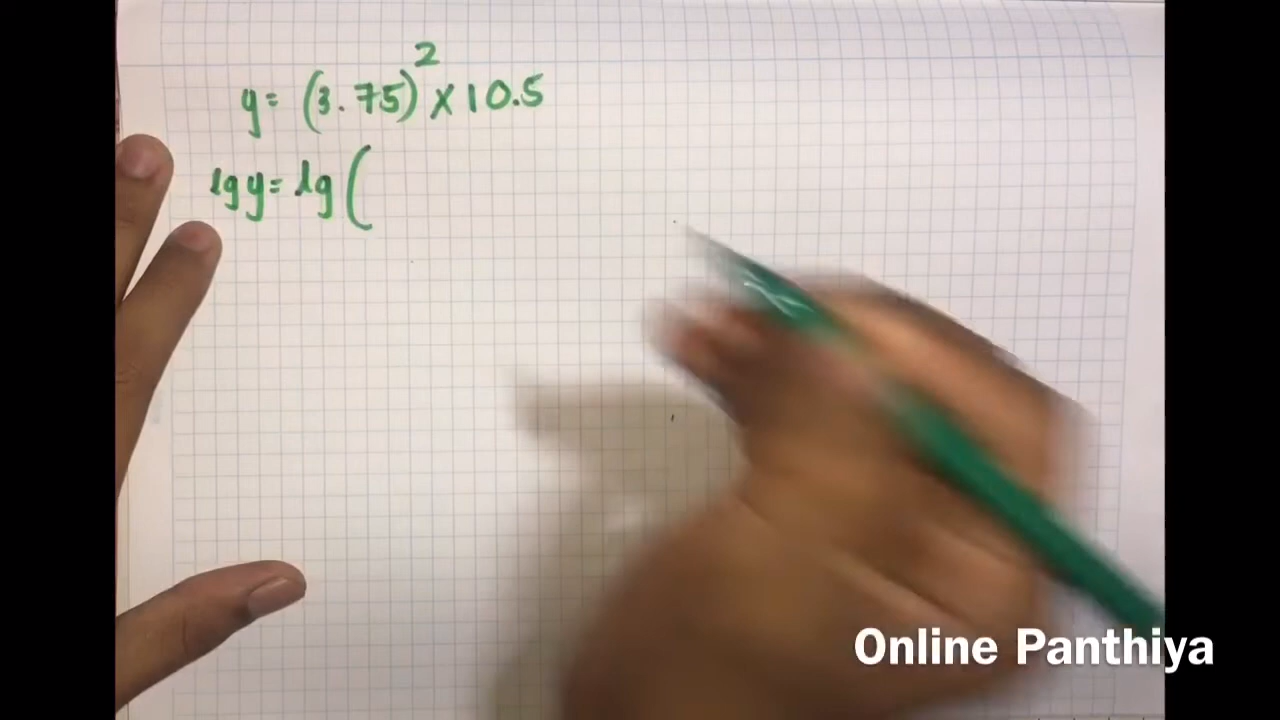 y= (3.75)² × 10.5
lg y= lg (
Online Panthiya